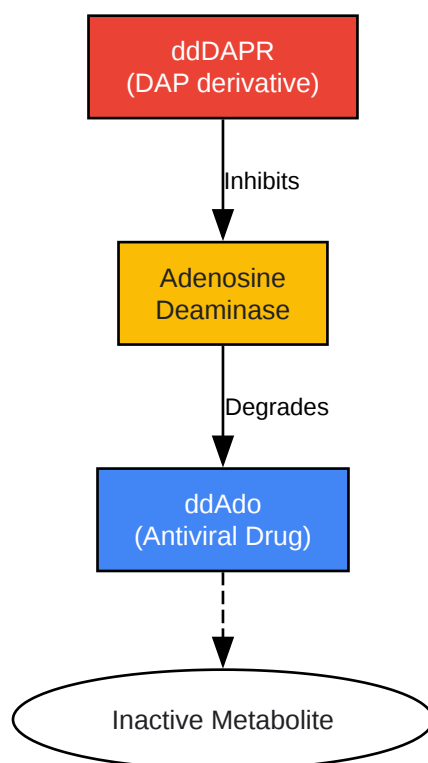 ddDAPR
(DAP derivative)
Inhibits
Adenosine
Deaminase
Degrades
ddAdo
(Antiviral Drug)
Inactive Metabolite